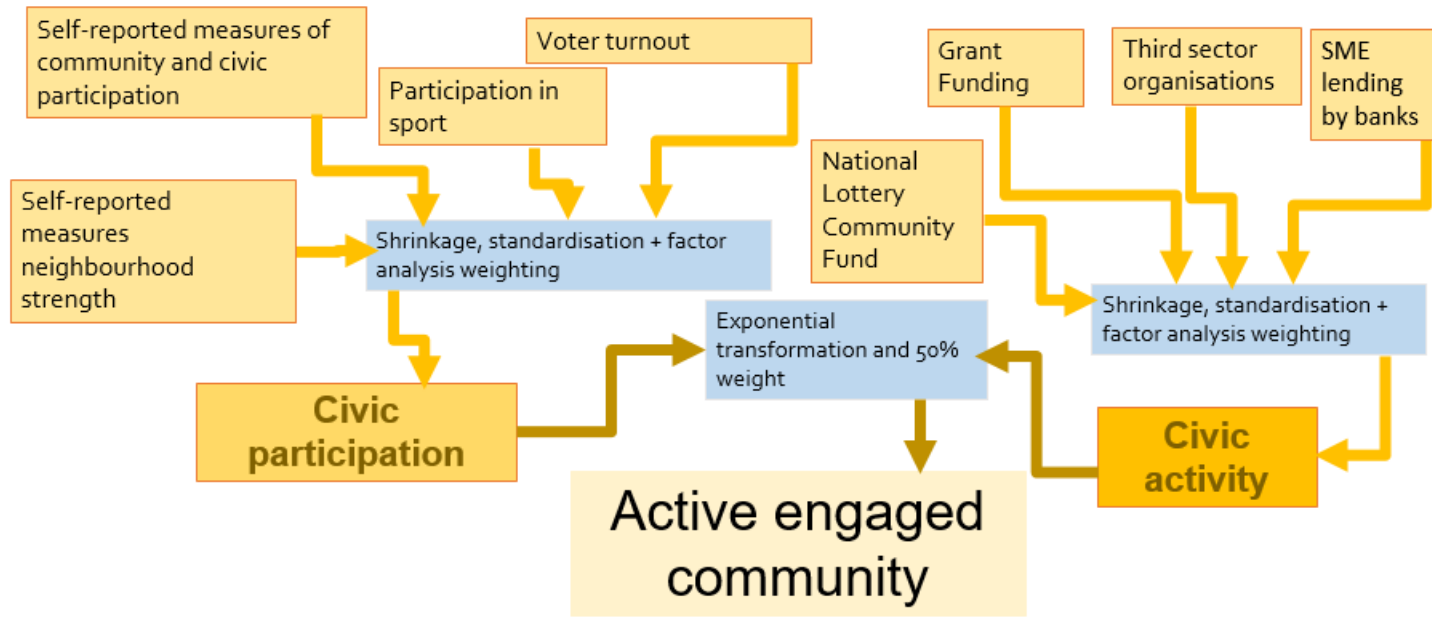 Self-reported measures of
community and civic
participation
Voter turnout
Participation in
sport
Self-reported
measures
neighbourhood
strength
Shrinkage, standardisation + factor
analysis weighting
Civic
participation
Grant
Funding
Third sector
organisations
SME
lending
by banks
National
Lottery
Community
Fund
Shrinkage, standardisation +
factor analysis weighting
Exponential
transformation and 50%
weight
Civic
activity
Active engaged
community